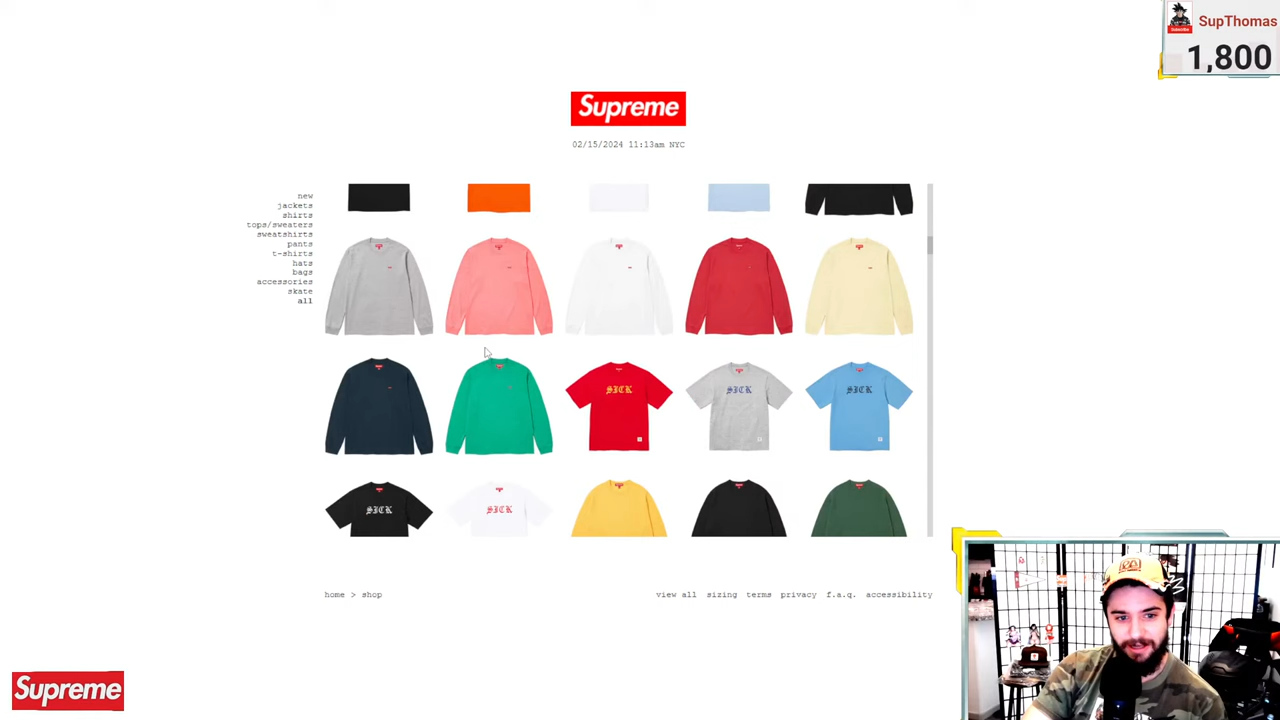 SupThomas
Subscribe
1,800
Supreme
02/15/2024 11:13am NYC
new
jackets
shirts
tops/sweaters
sweatshirts
pants
t-shirts
hats
bags
accessories
skate
all
SICK
SICK
SICK
SICK
SICK
home > shop
view all sizing terms privacy f.a.q. accessibility
Supreme